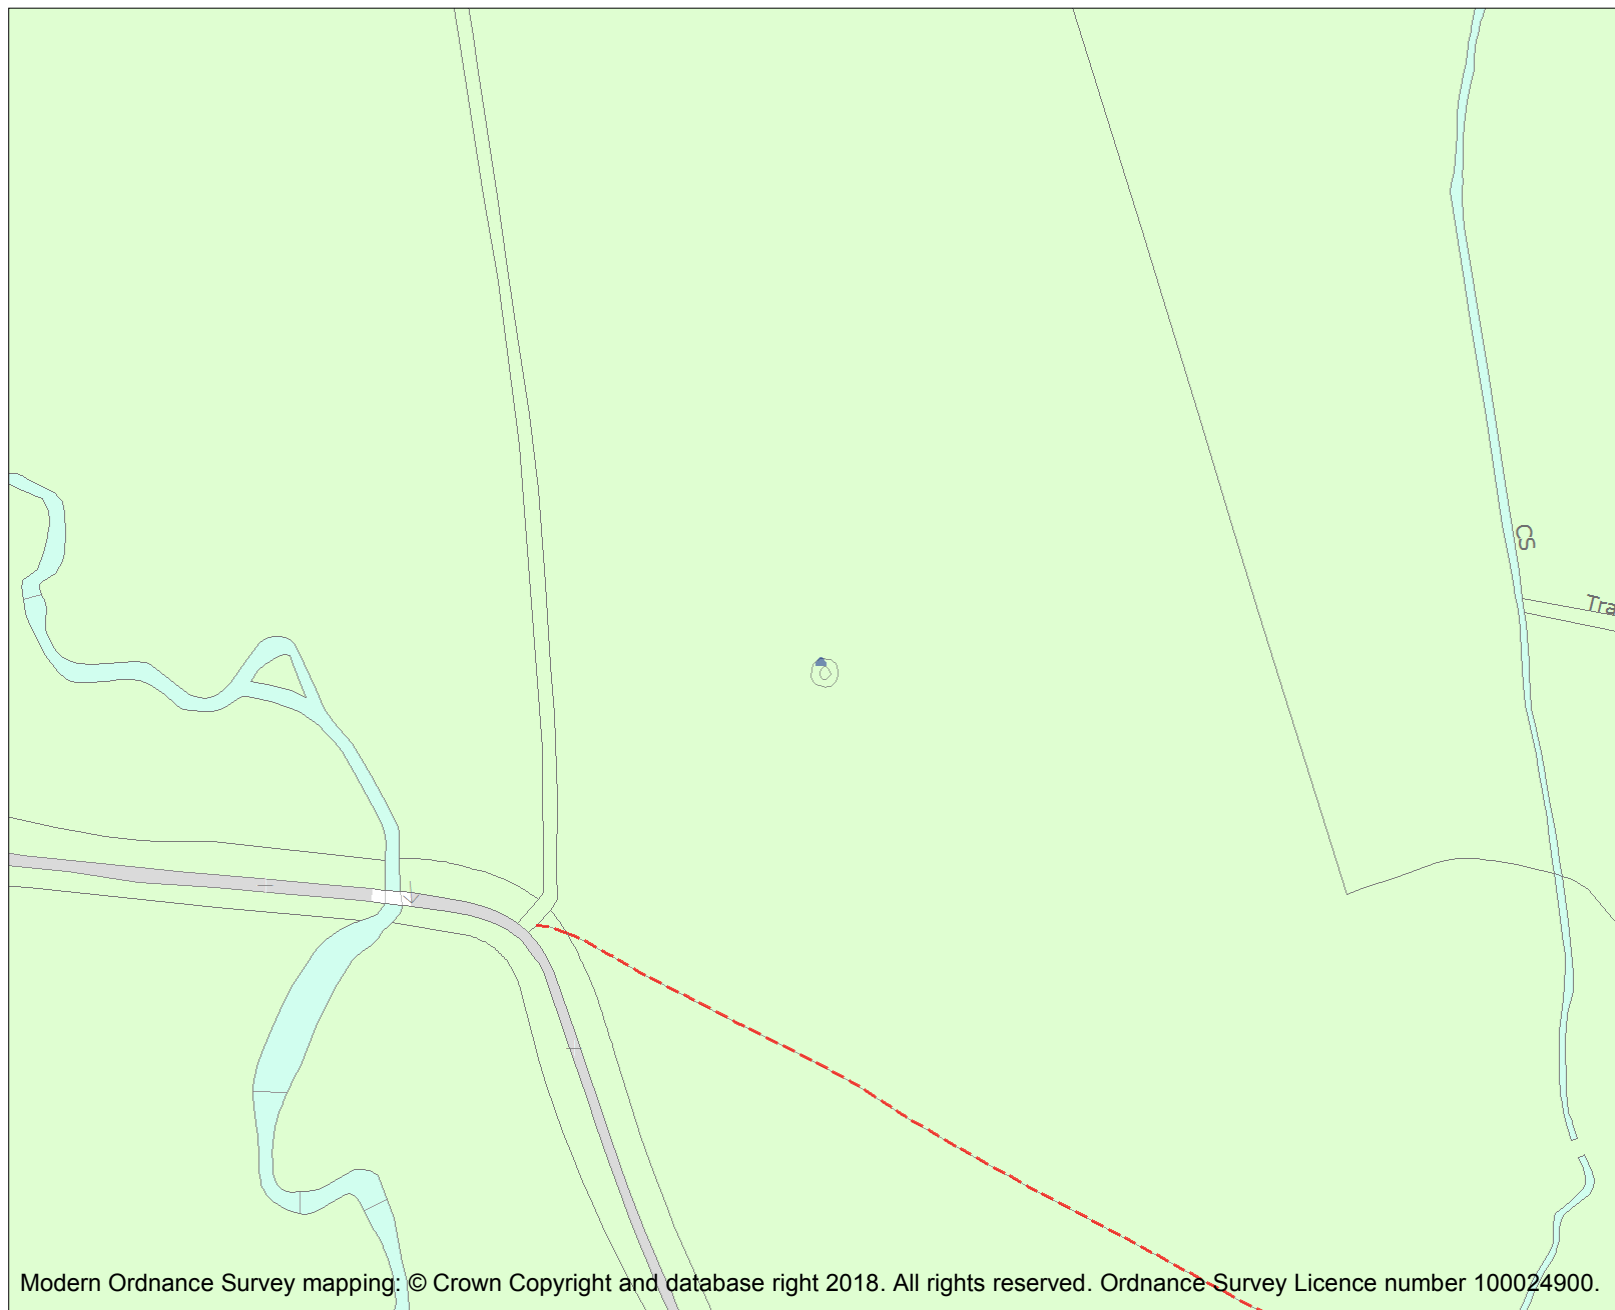 CS
Tra
Modern Ordnance Survey mapping: © Crown Copyright and database right 2018. All rights reserved. Ordnance Survey Licence number 100024900.